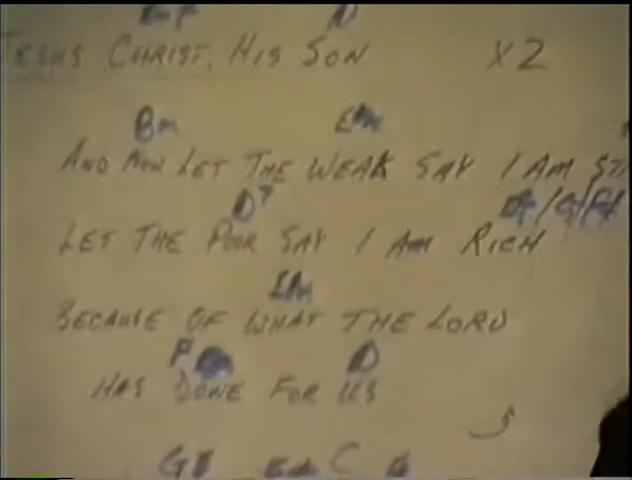 JESUS CHRIST, HIS SON X2
Bm Em
AND NOW LET THE WEAK SAY I AM
D7
LET THE POOR SAY I AM RICH
Em
BECAUSE OF WHAT THE LORD
D
HAS DONE FOR US
G C